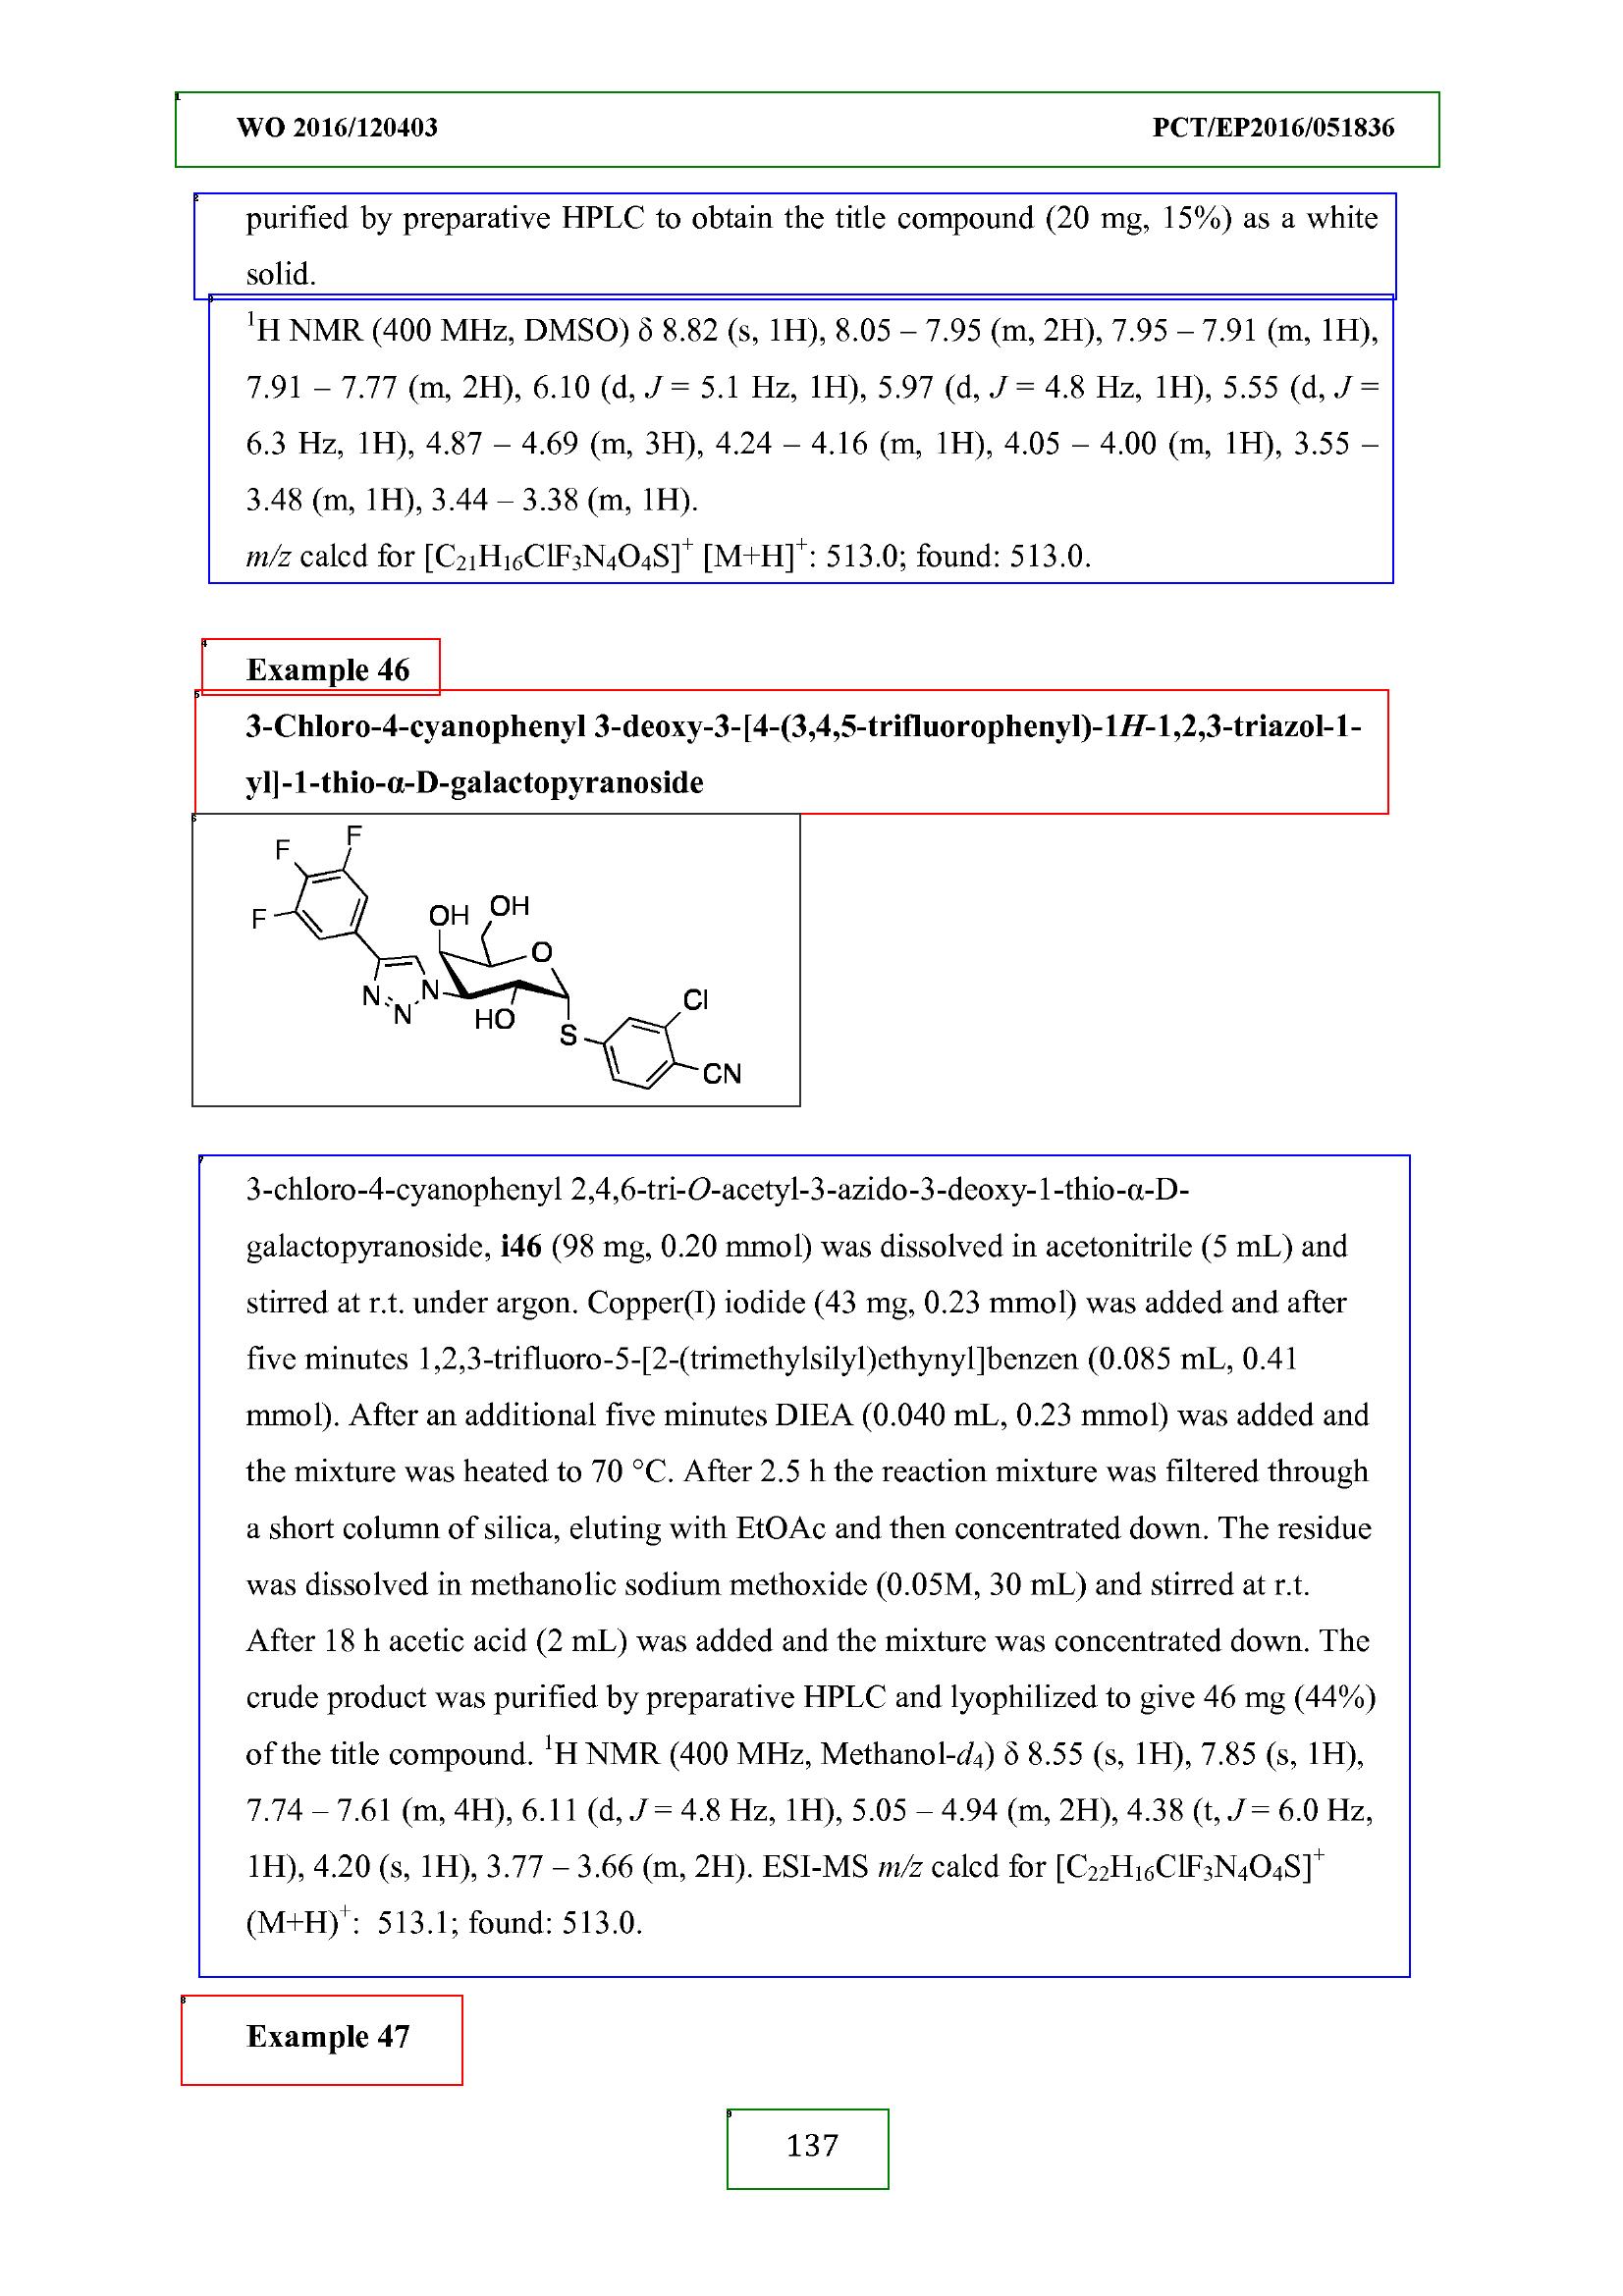 WO 2016/120403 PCT/EP2016/051836
purified by preparative HPLC to obtain the title compound (20 mg, 15%) as a white
solid.
¹H NMR (400 MHz, DMSO) δ 8.82 (s, 1H), 8.05 – 7.95 (m, 2H), 7.95 – 7.91 (m, 1H),
7.91 – 7.77 (m, 2H), 6.10 (d, J = 5.1 Hz, 1H), 5.97 (d, J = 4.8 Hz, 1H), 5.55 (d, J =
6.3 Hz, 1H), 4.87 – 4.69 (m, 3H), 4.24 – 4.16 (m, 1H), 4.05 – 4.00 (m, 1H), 3.55 –
3.48 (m, 1H), 3.44 – 3.38 (m, 1H).
m/z calcd for [C₂₁H₁₆ClF₃N₄O₄S]⁺ [M+H]⁺: 513.0; found: 513.0.
Example 46
3-Chloro-4-cyanophenyl 3-deoxy-3-[4-(3,4,5-trifluorophenyl)-1H-1,2,3-triazol-1-
yl]-1-thio-α-D-galactopyranoside
F
F
F
OH
OH
O
N
N
N
HO
S
Cl
CN
3-chloro-4-cyanophenyl 2,4,6-tri-O-acetyl-3-azido-3-deoxy-1-thio-α-D-
galactopyranoside, i46 (98 mg, 0.20 mmol) was dissolved in acetonitrile (5 mL) and
stirred at r.t. under argon. Copper(I) iodide (43 mg, 0.23 mmol) was added and after
five minutes 1,2,3-trifluoro-5-[2-(trimethylsilyl)ethynyl]benzen (0.085 mL, 0.41
mmol). After an additional five minutes DIEA (0.040 mL, 0.23 mmol) was added and
the mixture was heated to 70 °C. After 2.5 h the reaction mixture was filtered through
a short column of silica, eluting with EtOAc and then concentrated down. The residue
was dissolved in methanolic sodium methoxide (0.05M, 30 mL) and stirred at r.t.
After 18 h acetic acid (2 mL) was added and the mixture was concentrated down. The
crude product was purified by preparative HPLC and lyophilized to give 46 mg (44%)
of the title compound. ¹H NMR (400 MHz, Methanol-d₄) δ 8.55 (s, 1H), 7.85 (s, 1H),
7.74 – 7.61 (m, 4H), 6.11 (d, J = 4.8 Hz, 1H), 5.05 – 4.94 (m, 2H), 4.38 (t, J = 6.0 Hz,
1H), 4.20 (s, 1H), 3.77 – 3.66 (m, 2H). ESI-MS m/z calcd for [C₂₂H₁₆ClF₃N₄O₄S]⁺
(M+H)⁺: 513.1; found: 513.0.
Example 47
137